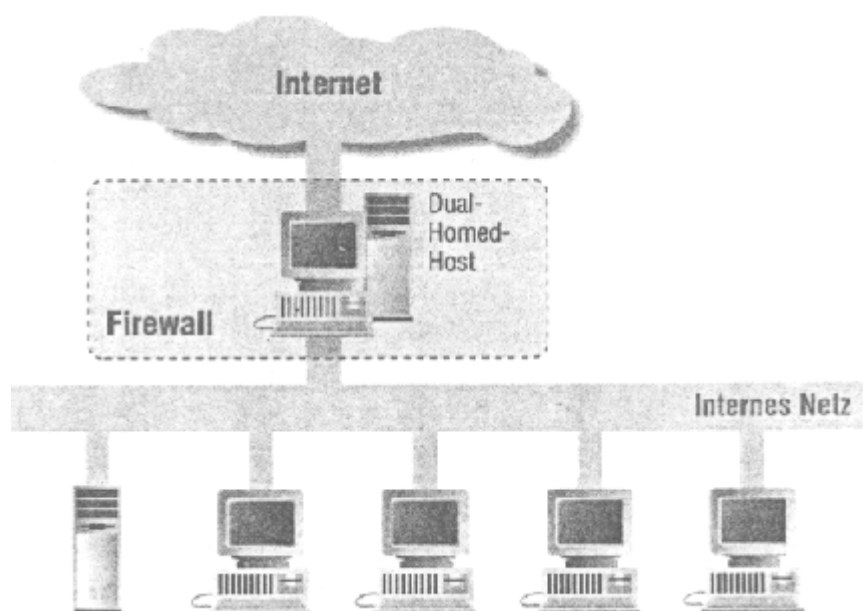 Internet
Dual-
Homed-
Host
Firewall
Internes Netz